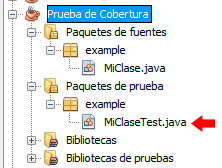 Prueba de Cobertura
Paquetes de fuentes
example
MiClase.java
Paquetes de prueba
example
MiClaseTest.java
Bibliotecas
Bibliotecas de pruebas